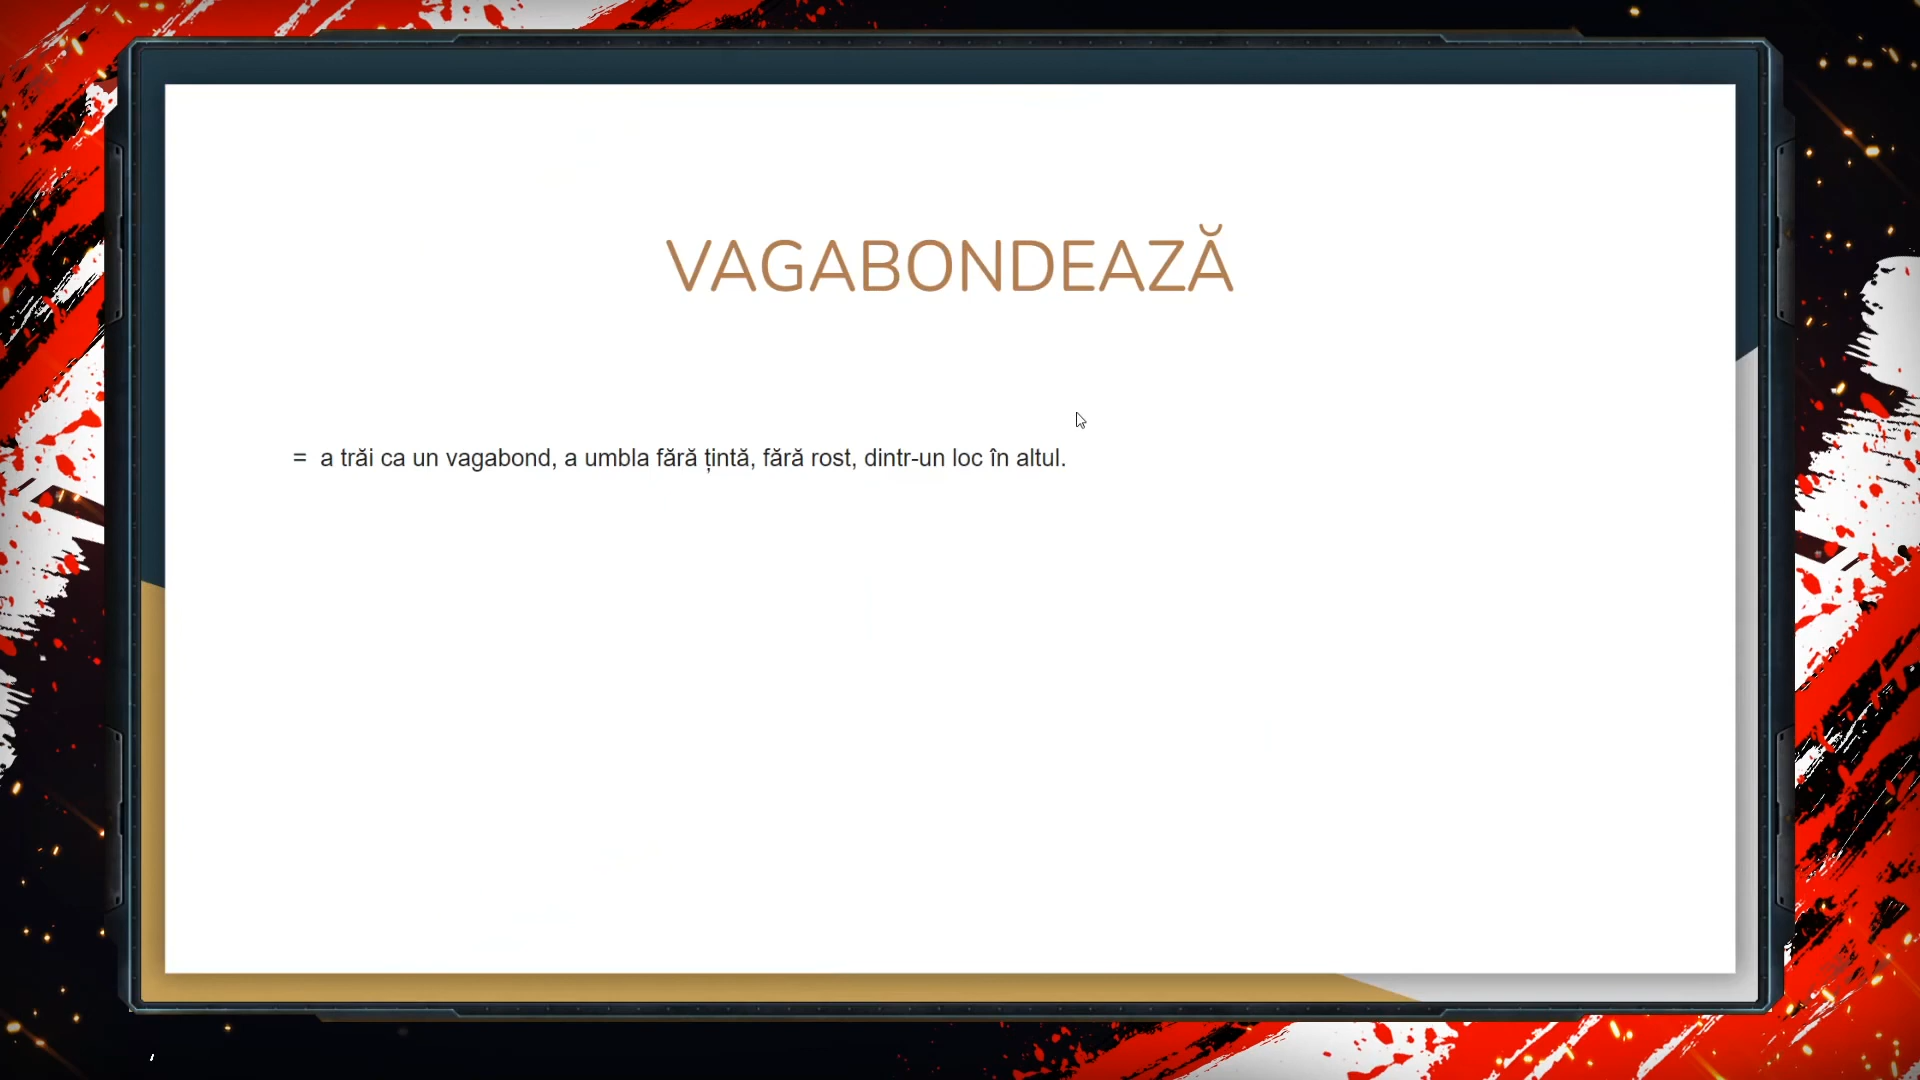 VAGABONDEAZĂ
= a trăi ca un vagabond, a umbla fără țintă, fără rost, dintr-un loc în altul.